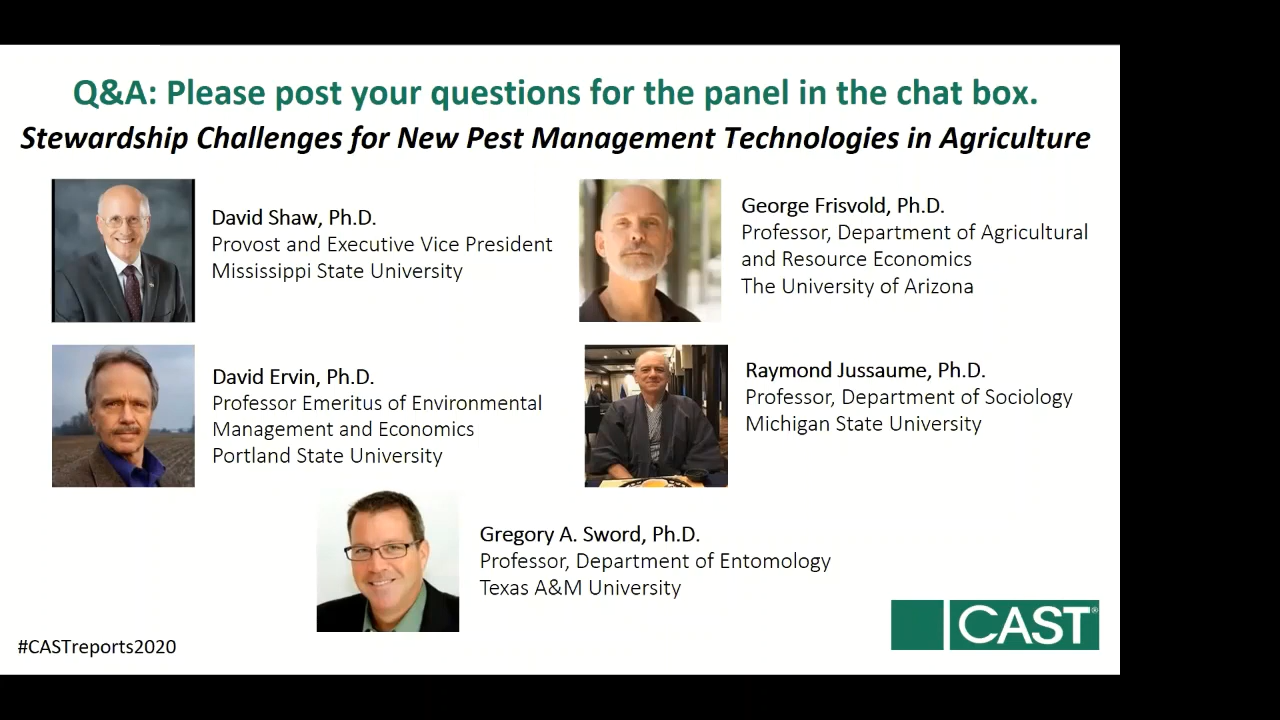 Q&A: Please post your questions for the panel in the chat box.
Stewardship Challenges for New Pest Management Technologies in Agriculture
David Shaw, Ph.D.
Provost and Executive Vice President
Mississippi State University
George Frisvold, Ph.D.
Professor, Department of Agricultural
and Resource Economics
The University of Arizona
David Ervin, Ph.D.
Professor Emeritus of Environmental
Management and Economics
Portland State University
Raymond Jussaume, Ph.D.
Professor, Department of Sociology
Michigan State University
Gregory A. Sword, Ph.D.
Professor, Department of Entomology
Texas A&M University
CAST®
#CASTreports2020